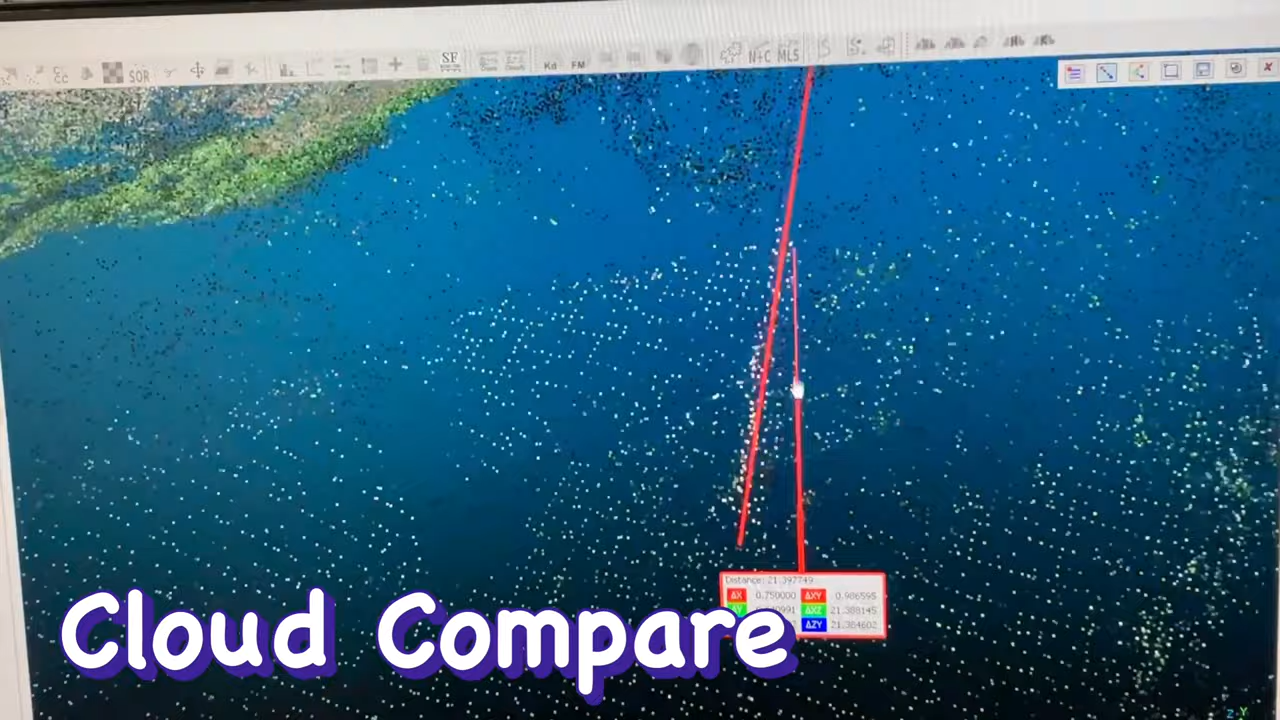 SF
SOR
Kd
FM
N+C
MLS
Distance: 21.397749
ΔX 0.750000 ΔXY 0.986595
ΔXZ 21.388145
ΔZY 21.384602
Cloud Compare